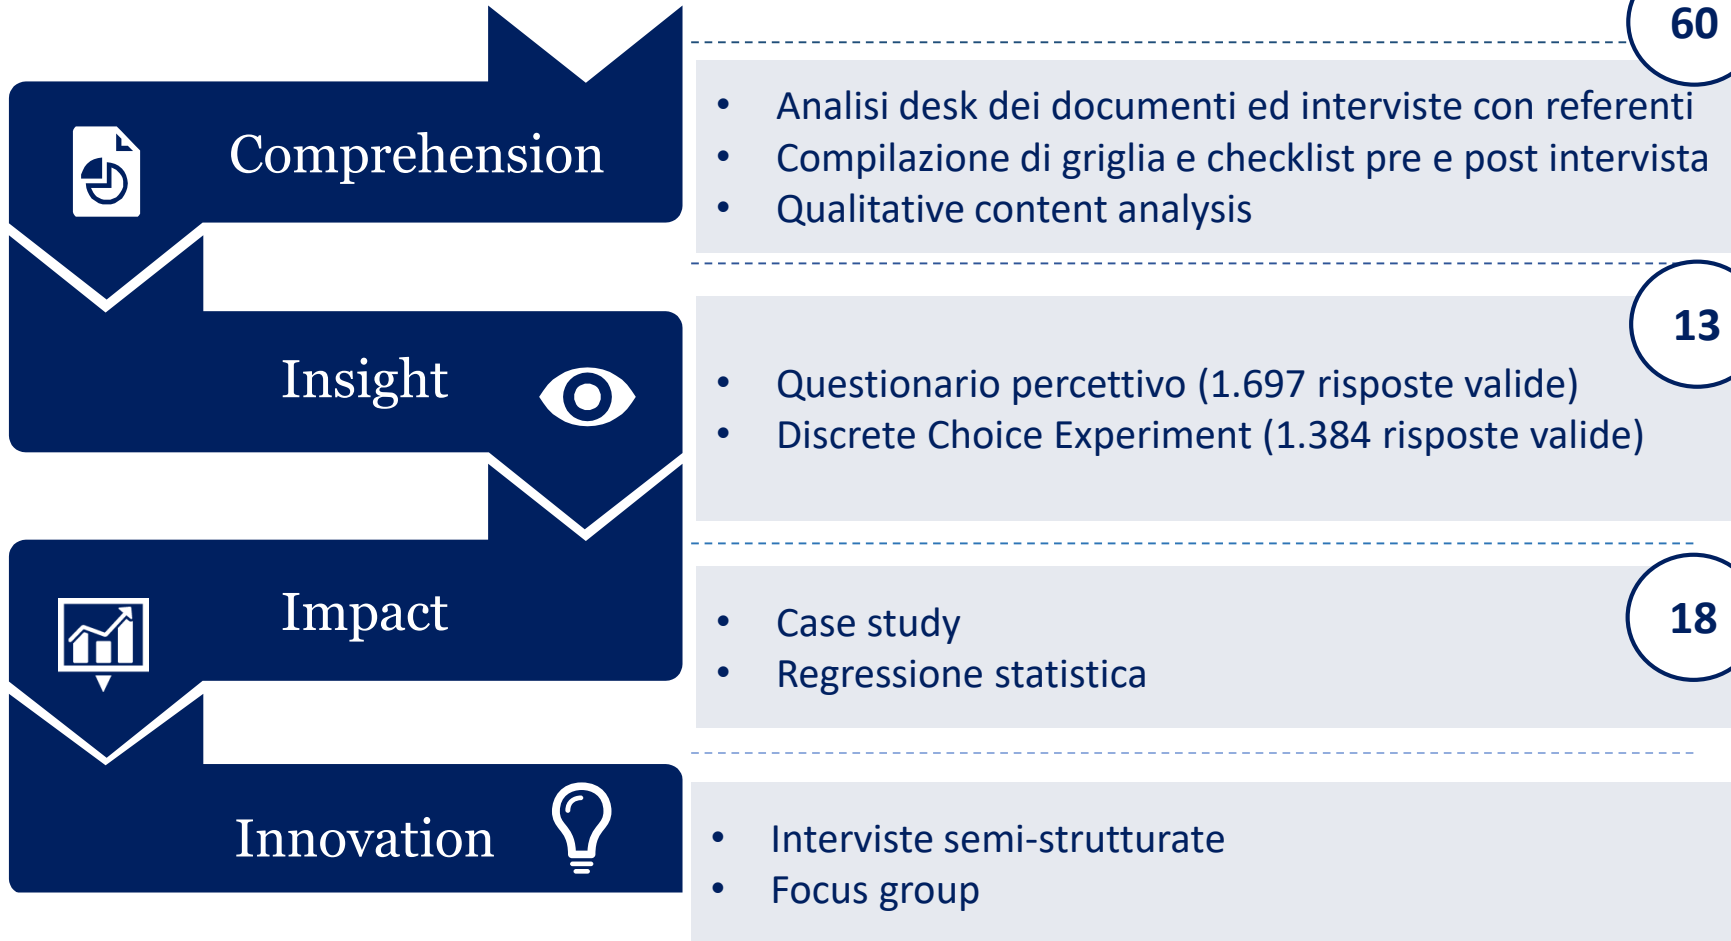 60
Comprehension
• Analisi desk dei documenti ed interviste con referenti
• Compilazione di griglia e checklist pre e post intervista
• Qualitative content analysis
13
Insight
• Questionario percettivo (1.697 risposte valide)
• Discrete Choice Experiment (1.384 risposte valide)
18
Impact
• Case study
• Regressione statistica
Innovation
• Interviste semi-strutturate
• Focus group